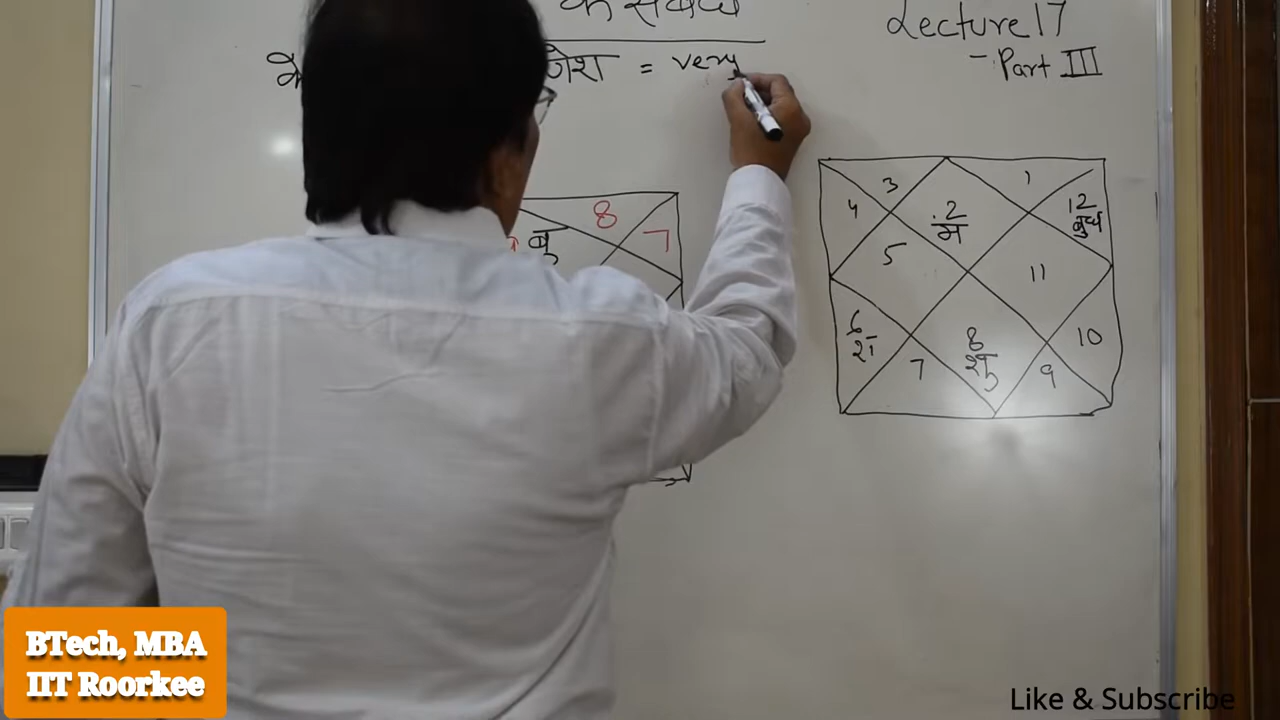 के संबंध
Lecture 17
के णेश = very
- Part III
8
7
बु
3
1
4
.2
मं
12
बुध
5
11
6
रा
8
शु
10
7
9
BTech, MBA
IIT Roorkee
Like & Subscribe